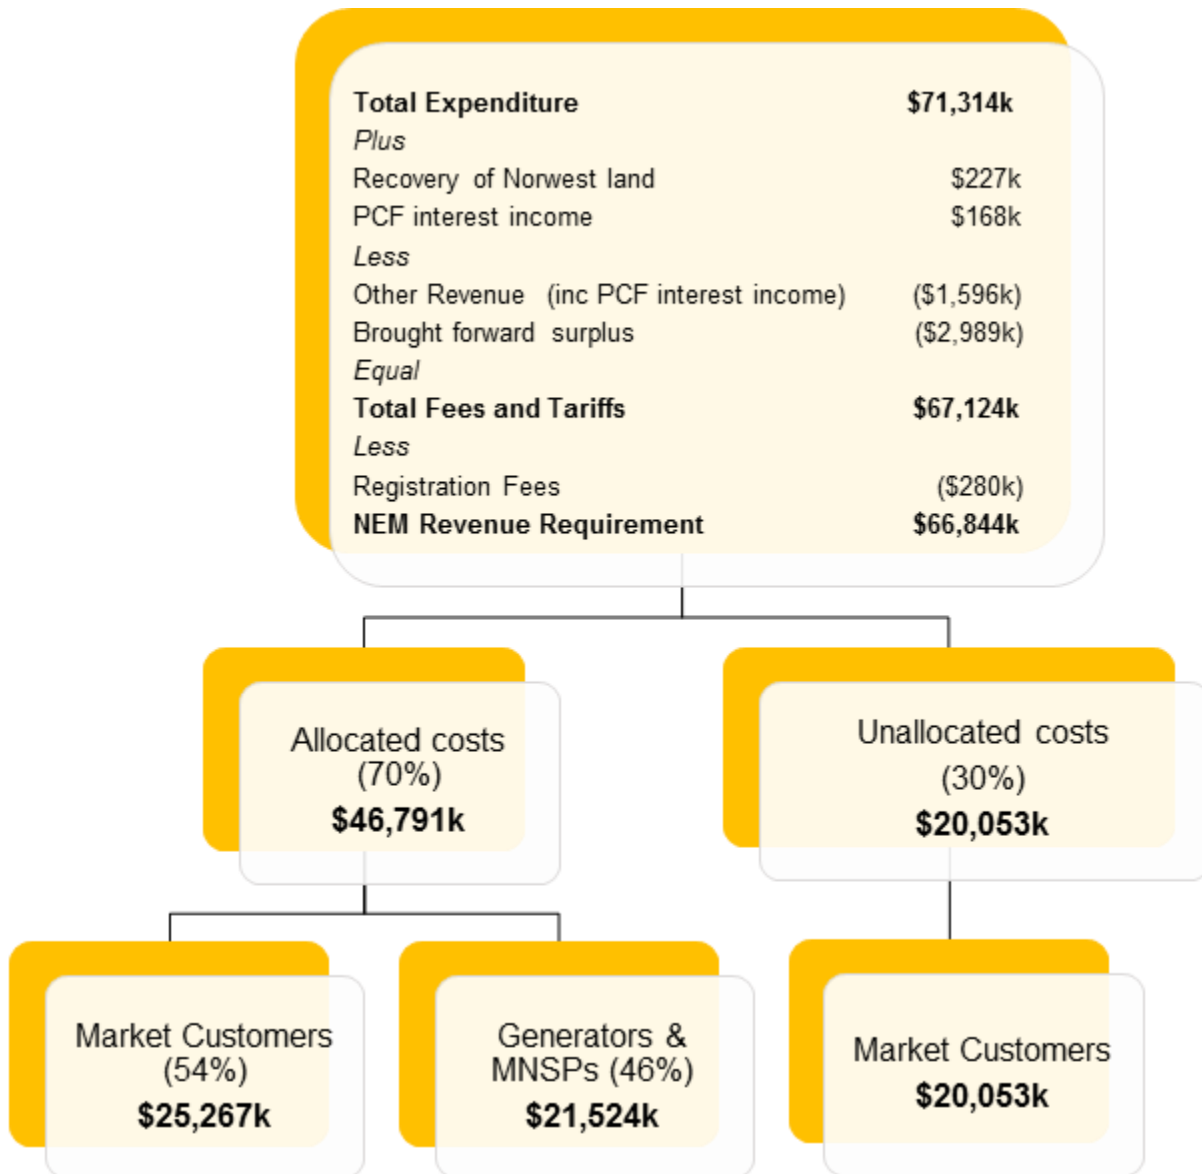 Total Expenditure $71,314k
Plus
Recovery of Norwest land $227k
PCF interest income $168k
Less
Other Revenue (inc PCF interest income) ($1,596k)
Brought forward surplus ($2,989k)
Equal
Total Fees and Tariffs $67,124k
Less
Registration Fees ($280k)
NEM Revenue Requirement $66,844k
Allocated costs
(70%)
$46,791k
Unallocated costs
(30%)
$20,053k
Market Customers
(54%)
$25,267k
Generators &
MNSPs (46%)
$21,524k
Market Customers
$20,053k